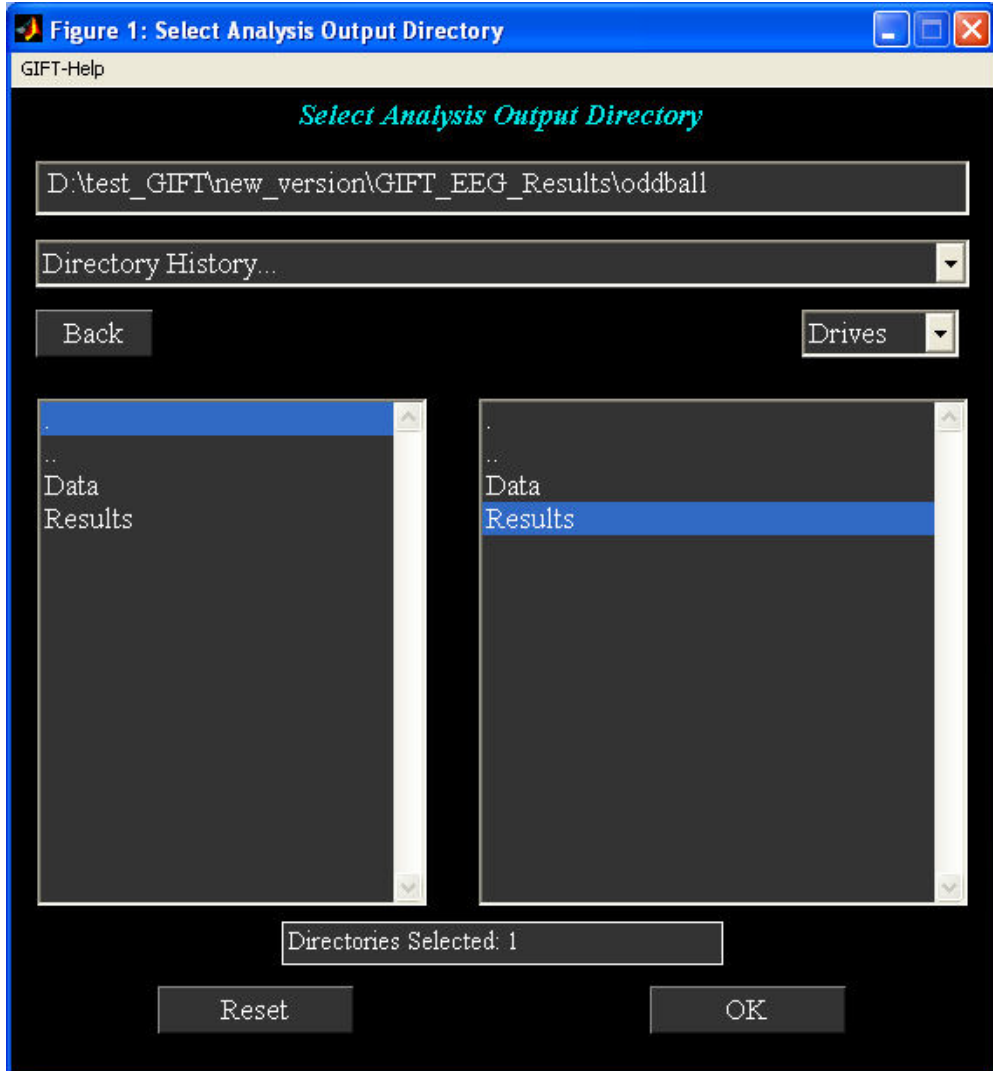 Figure 1: Select Analysis Output Directory
GIFT-Help
Select Analysis Output Directory
D:\test_GIFT\new_version\GIFT_EEG_Results\oddball
Directory History...
Back
Drives
.
..
Data
Results
.
..
Data
Results
Directories Selected: 1
Reset
OK